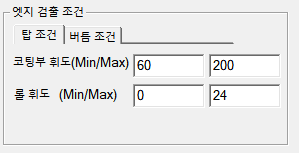 엣지 검출 조건
탑 조건 버틈 조건
코팅부 휘도(Min/Max) 60 200
롤 휘도 (Min/Max) 0 24